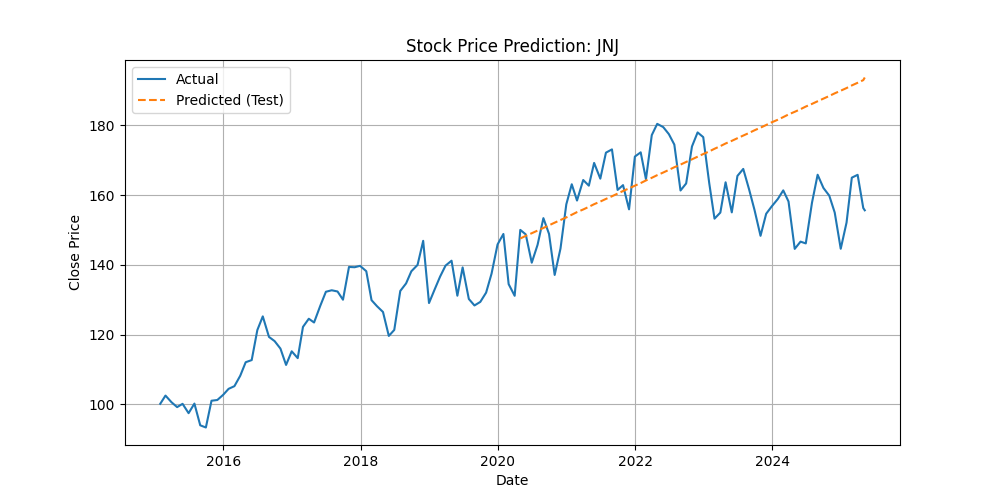 Stock Price Prediction: JNJ
Actual
Predicted (Test)
180
160
140
120
100
Close Price
2016 2018 2020 2022 2024
Date